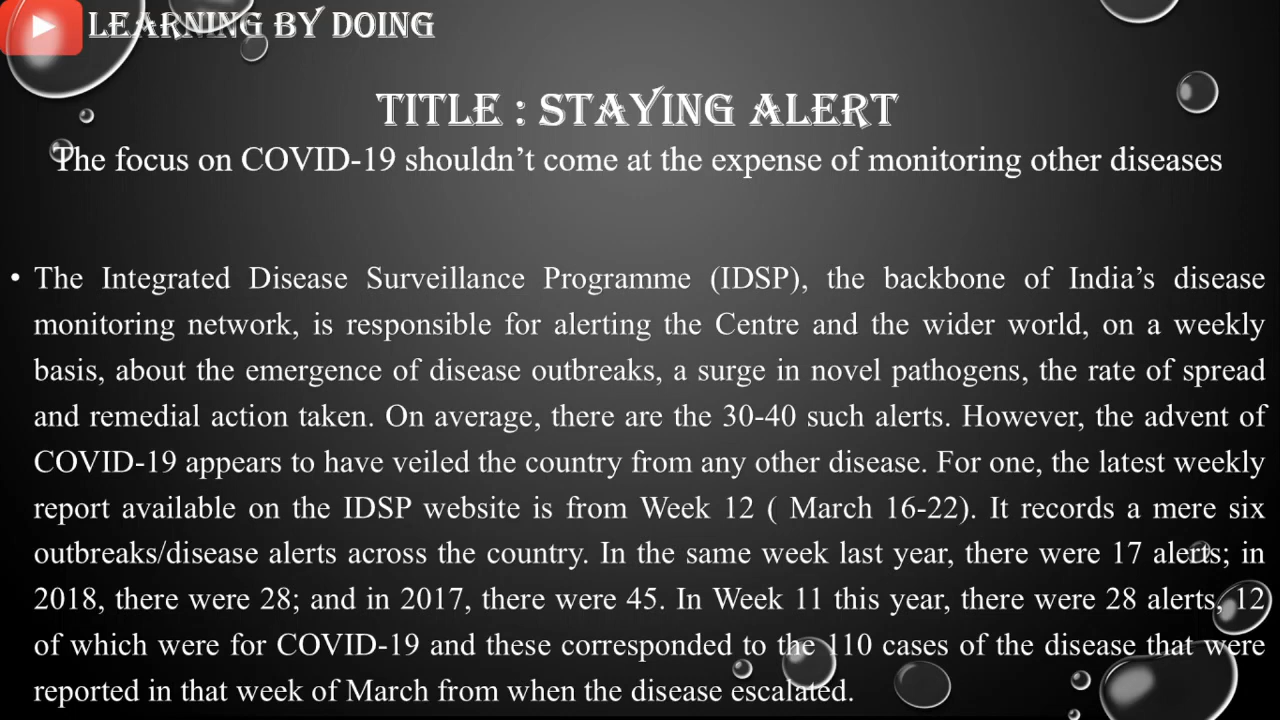 LEARNING BY DOING
TITLE : STAYING ALERT
The focus on COVID-19 shouldn't come at the expense of monitoring other diseases
• The Integrated Disease Surveillance Programme (IDSP), the backbone of India's disease
monitoring network, is responsible for alerting the Centre and the wider world, on a weekly
basis, about the emergence of disease outbreaks, a surge in novel pathogens, the rate of spread
and remedial action taken. On average, there are the 30-40 such alerts. However, the advent of
COVID-19 appears to have veiled the country from any other disease. For one, the latest weekly
report available on the IDSP website is from Week 12 ( March 16-22). It records a mere six
outbreaks/disease alerts across the country. In the same week last year, there were 17 alerts; in
2018, there were 28; and in 2017, there were 45. In Week 11 this year, there were 28 alerts, 12
of which were for COVID-19 and these corresponded to the 110 cases of the disease that were
reported in that week of March from when the disease escalated.